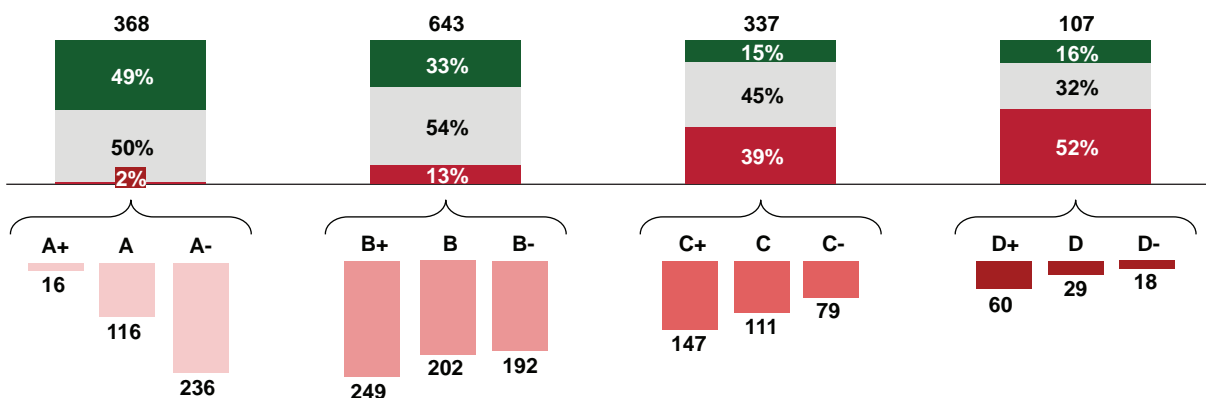 368 643 337 107
49% 33% 15% 16%
50% 54% 45% 32%
2% 13% 39% 52%
A+ A A- B+ B B- C+ C C- D+ D D-
16 116 236 249 202 192 147 111 79 60 29 18